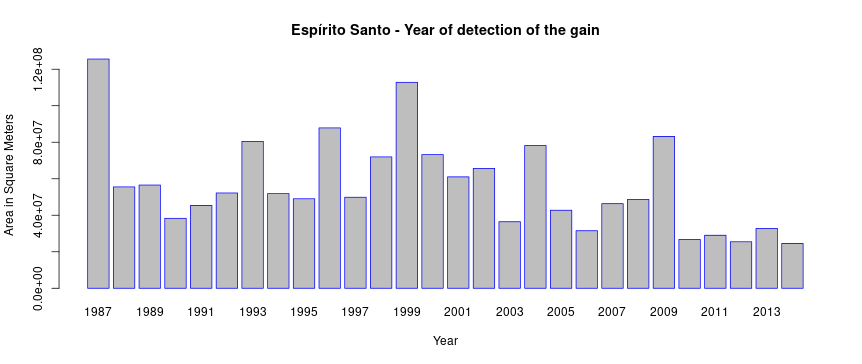 Espírito Santo - Year of detection of the gain
Area in Square Meters
1.2e+08
8.0e+07
4.0e+07
0.0e+00
1987 1989 1991 1993 1995 1997 1999 2001 2003 2005 2007 2009 2011 2013
Year